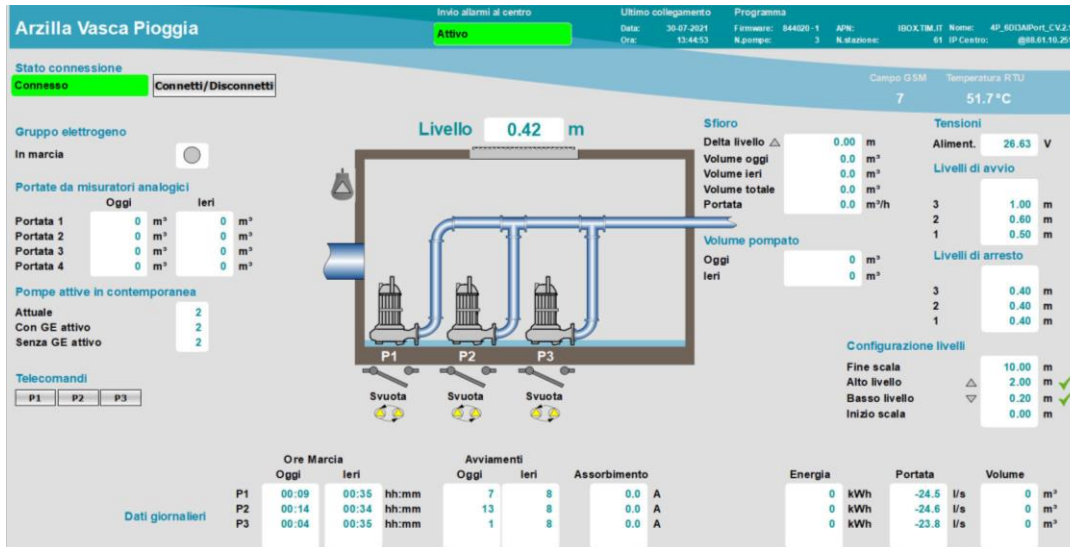 Arzilla Vasca Pioggia
Invio allarmi al centro
Attivo
Ultimo collegamento
Data: 30-07-2021
Ora: 13:44:53
Programma
Firmware: 844020-1 APN: IBOX.TIM.IT Nome:
N.pompe: 3 N.stazione: 61 IP Centro:
Stato connessione
Connesso Connetti/Disconnetti
Campo GSM Temperatura RTU
7 51.7°C
Gruppo elettrogeno
In marcia
Portate da misuratori analogici
Oggi Ieri
Portata 1 0 m³ 0 m³
Portata 2 0 m³ 0 m³
Portata 3 0 m³ 0 m³
Portata 4 0 m³ 0 m³
Pompe attive in contemporanea
Attuale 2
Con GE attivo 2
Senza GE attivo 2
Telecomandi
P1 P2 P3
Livello 0.42 m
P1 P2 P3
Svuota Svuota Svuota
Sfioro
Delta livello 0.00 m
Volume oggi 0.0 m³
Volume ieri 0.0 m³
Volume totale 0.0 m³
Portata 0.0 m³/h
Volume pompato
Oggi 0 m³
Ieri 0 m³
Tensioni
Aliment. 26.63 V
Livelli di avvio
3 1.00 m
2 0.60 m
1 0.50 m
Livelli di arresto
3 0.40 m
2 0.40 m
1 0.40 m
Configurazione livelli
Fine scala 10.00 m
Alto livello 2.00 m
Basso livello 0.20 m
Inizio scala 0.00 m
Ore Marcia Avviamenti
Oggi Ieri Oggi Ieri Assorbimento Energia Portata Volume
Dati giornalieri
P1 00:09 00:35 hh:mm 7 8 0.0 A 0 kWh -24.5 l/s 0 m³
P2 00:14 00:34 hh:mm 13 8 0.0 A 0 kWh -24.6 l/s 0 m³
P3 00:04 00:35 hh:mm 1 8 0.0 A 0 kWh -23.8 l/s 0 m³